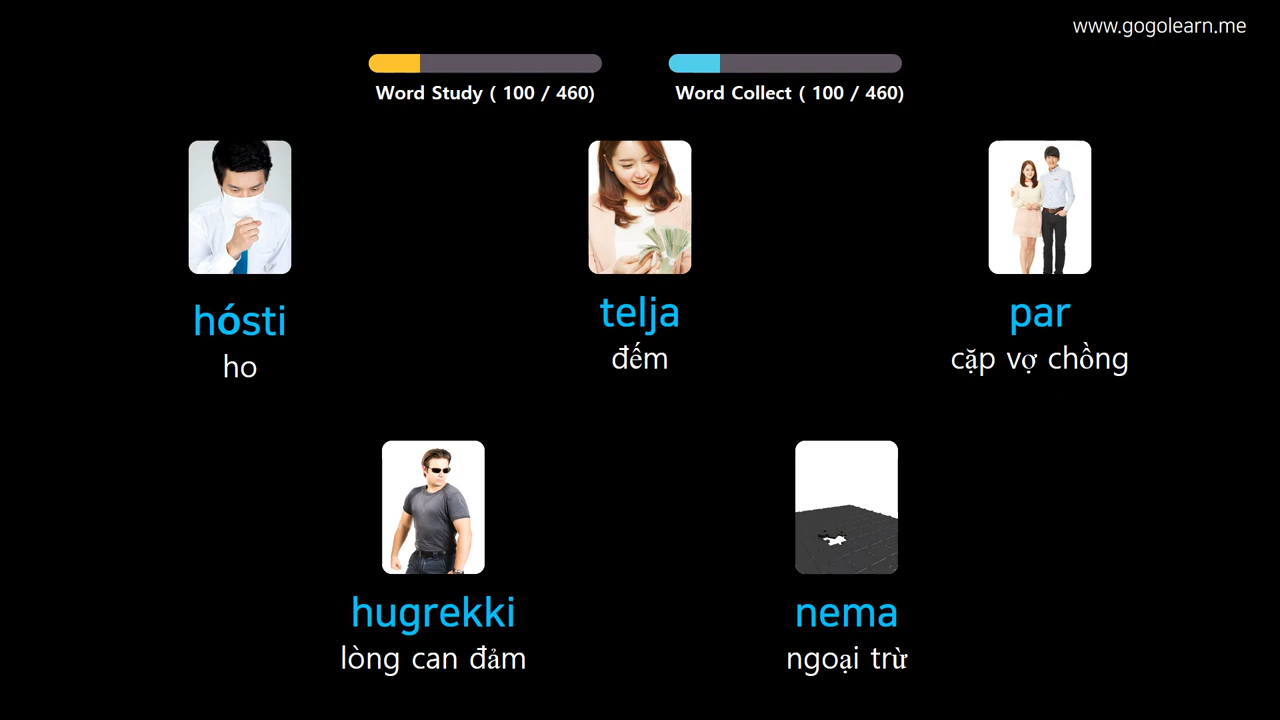 www.gogolearn.me
Word Study ( 100 / 460)
Word Collect ( 100 / 460)
hósti
ho
telja
đếm
par
cặp vợ chồng
hugrekki
lòng can đảm
nema
ngoại trừ